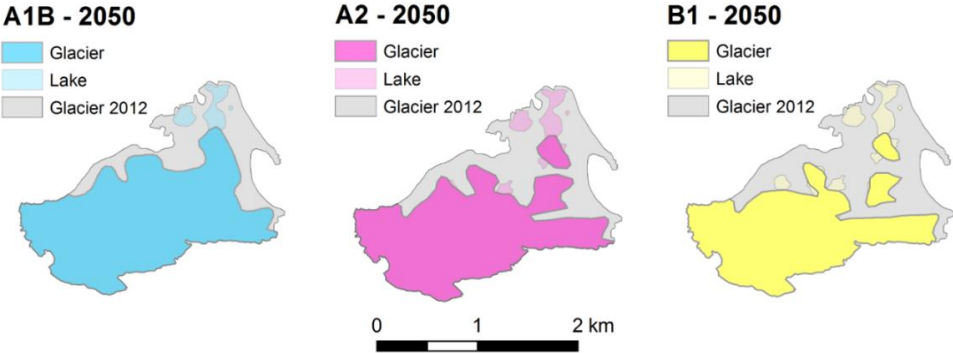 A1B - 2050
Glacier
Lake
Glacier 2012
A2 - 2050
Glacier
Lake
Glacier 2012
B1 - 2050
Glacier
Lake
Glacier 2012
0 1 2 km